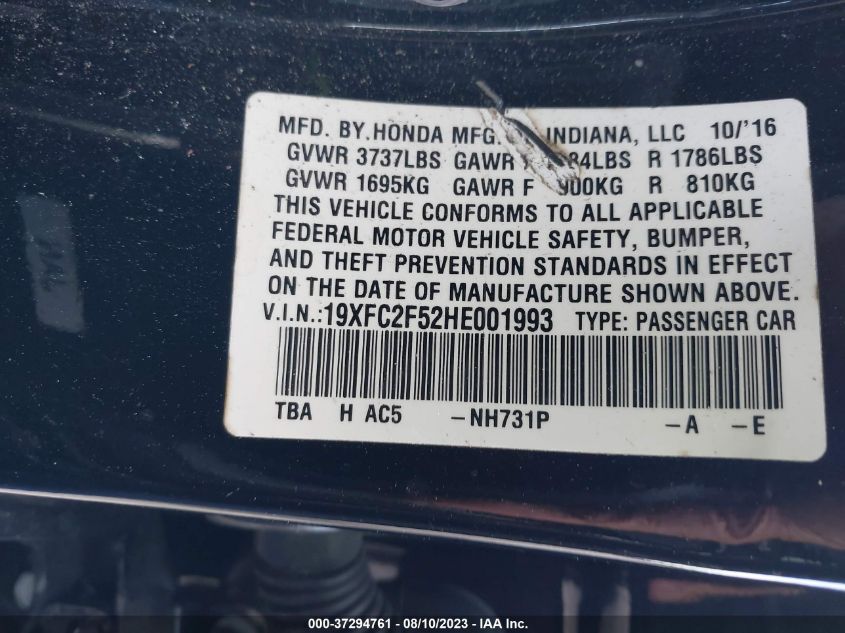 MFD. BY HONDA MFG. INDIANA, LLC 10/'16
GVWR 3737LBS GAWR F R 1786LBS
GVWR 1695KG GAWR F 900KG R 810KG
THIS VEHICLE CONFORMS TO ALL APPLICABLE
FEDERAL MOTOR VEHICLE SAFETY, BUMPER,
AND THEFT PREVENTION STANDARDS IN EFFECT
ON THE DATE OF MANUFACTURE SHOWN ABOVE.
V.I.N.:19XFC2F52HE001993 TYPE: PASSENGER CAR
TBA H AC5 -NH731P -A -E
000-37294761 - 08/10/2023 - IAA Inc.